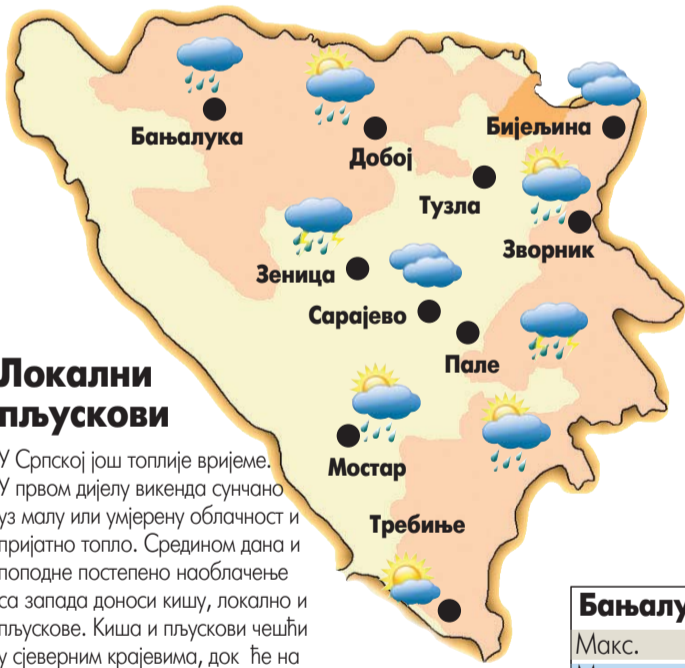 Бањалука
Добој
Бијељина
Тузла
Зворник
Зеница
Сарајево
Пале
Мостар
Требиње
Локални
пљускови
У Српској још топлије вријеме.
У првом дијелу викенда сунчано
уз малу или умјерену облачност и
пријатно топло. Средином дана и
поподне постепено наоблачење
са запада доноси кишу, локално и
пљускове. Киша и пљускови чешћи
у сјеверним крајевима, док ће на
Бањалу
Макс.